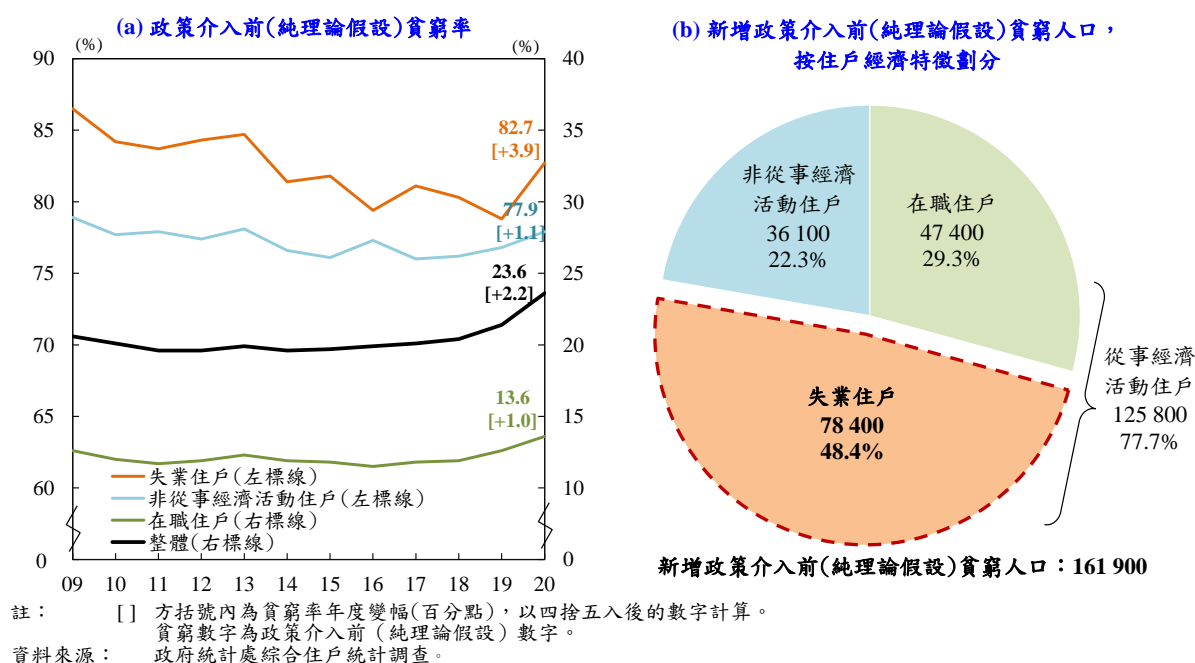 (a) 政策介入前(純理論假設)貧窮率
(%)
(%)
90
85
80
75
70
65
60
0
40
35
30
25
20
15
10
0
82.7
[+3.9]
77.9
[+1.1]
23.6
[+2.2]
13.6
[+1.0]
失業住戶(左標線)
非從事經濟活動住戶(左標線)
在職住戶(右標線)
整體(右標線)
09 10 11 12 13 14 15 16 17 18 19 20
(b) 新增政策介入前(純理論假設)貧窮人口，
按住戶經濟特徵劃分
非從事經濟
活動住戶
36 100
22.3%
在職住戶
47 400
29.3%
失業住戶
78 400
48.4%
從事經濟
活動住戶
125 800
77.7%
新增政策介入前(純理論假設)貧窮人口：161 900
註： [ ] 方括號內為貧窮率年度變幅(百分點)，以四捨五入後的數字計算。
貧窮數字為政策介入前（純理論假設）數字。
資料來源： 政府統計處綜合住戶統計調查。